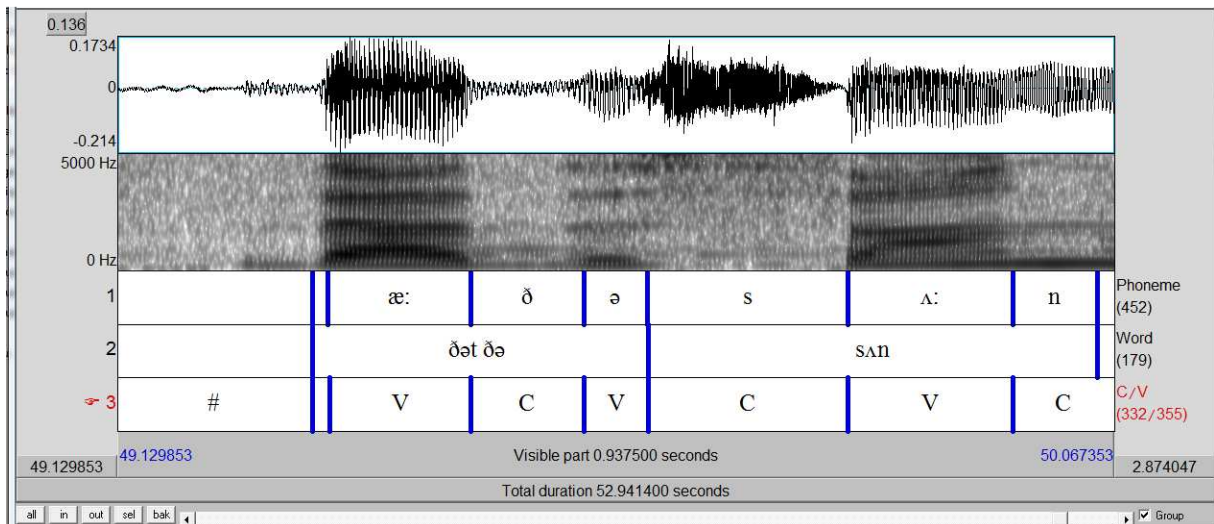 0.136
0.1734
0
-0.214
5000 Hz
0 Hz
1 æː ð ə s ʌː n Phoneme (452)
2 ðət ðə sʌn Word (179)
☞ 3 # V C V C V C C/V (332/355)
49.129853 49.129853 Visible part 0.937500 seconds 50.067353 2.874047
Total duration 52.941400 seconds
all in out sel bak Group